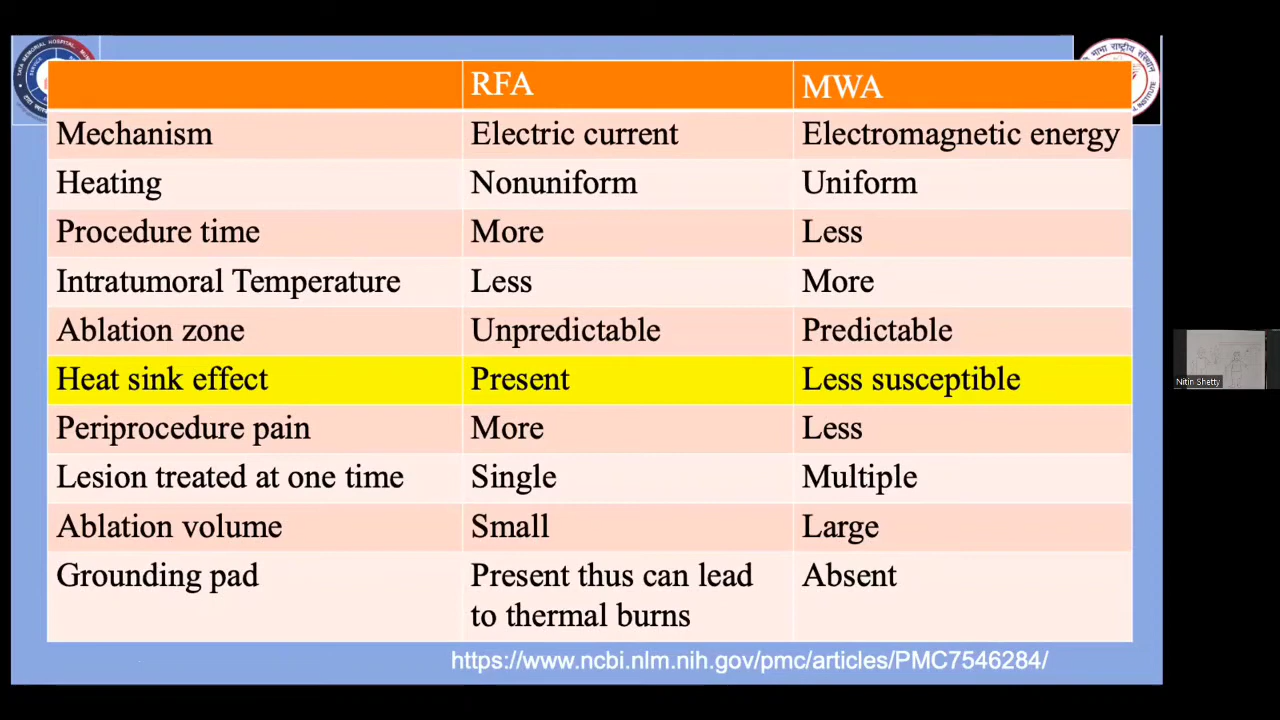 RFA MWA
Mechanism Electric current Electromagnetic energy
Heating Nonuniform Uniform
Procedure time More Less
Intratumoral Temperature Less More
Ablation zone Unpredictable Predictable
Heat sink effect Present Less susceptible
Periprocedure pain More Less
Lesion treated at one time Single Multiple
Ablation volume Small Large
Grounding pad Present thus can lead Absent
to thermal burns
https://www.ncbi.nlm.nih.gov/pmc/articles/PMC7546284/
Nitin Shetty
TATA MEMORIAL HOSPITAL